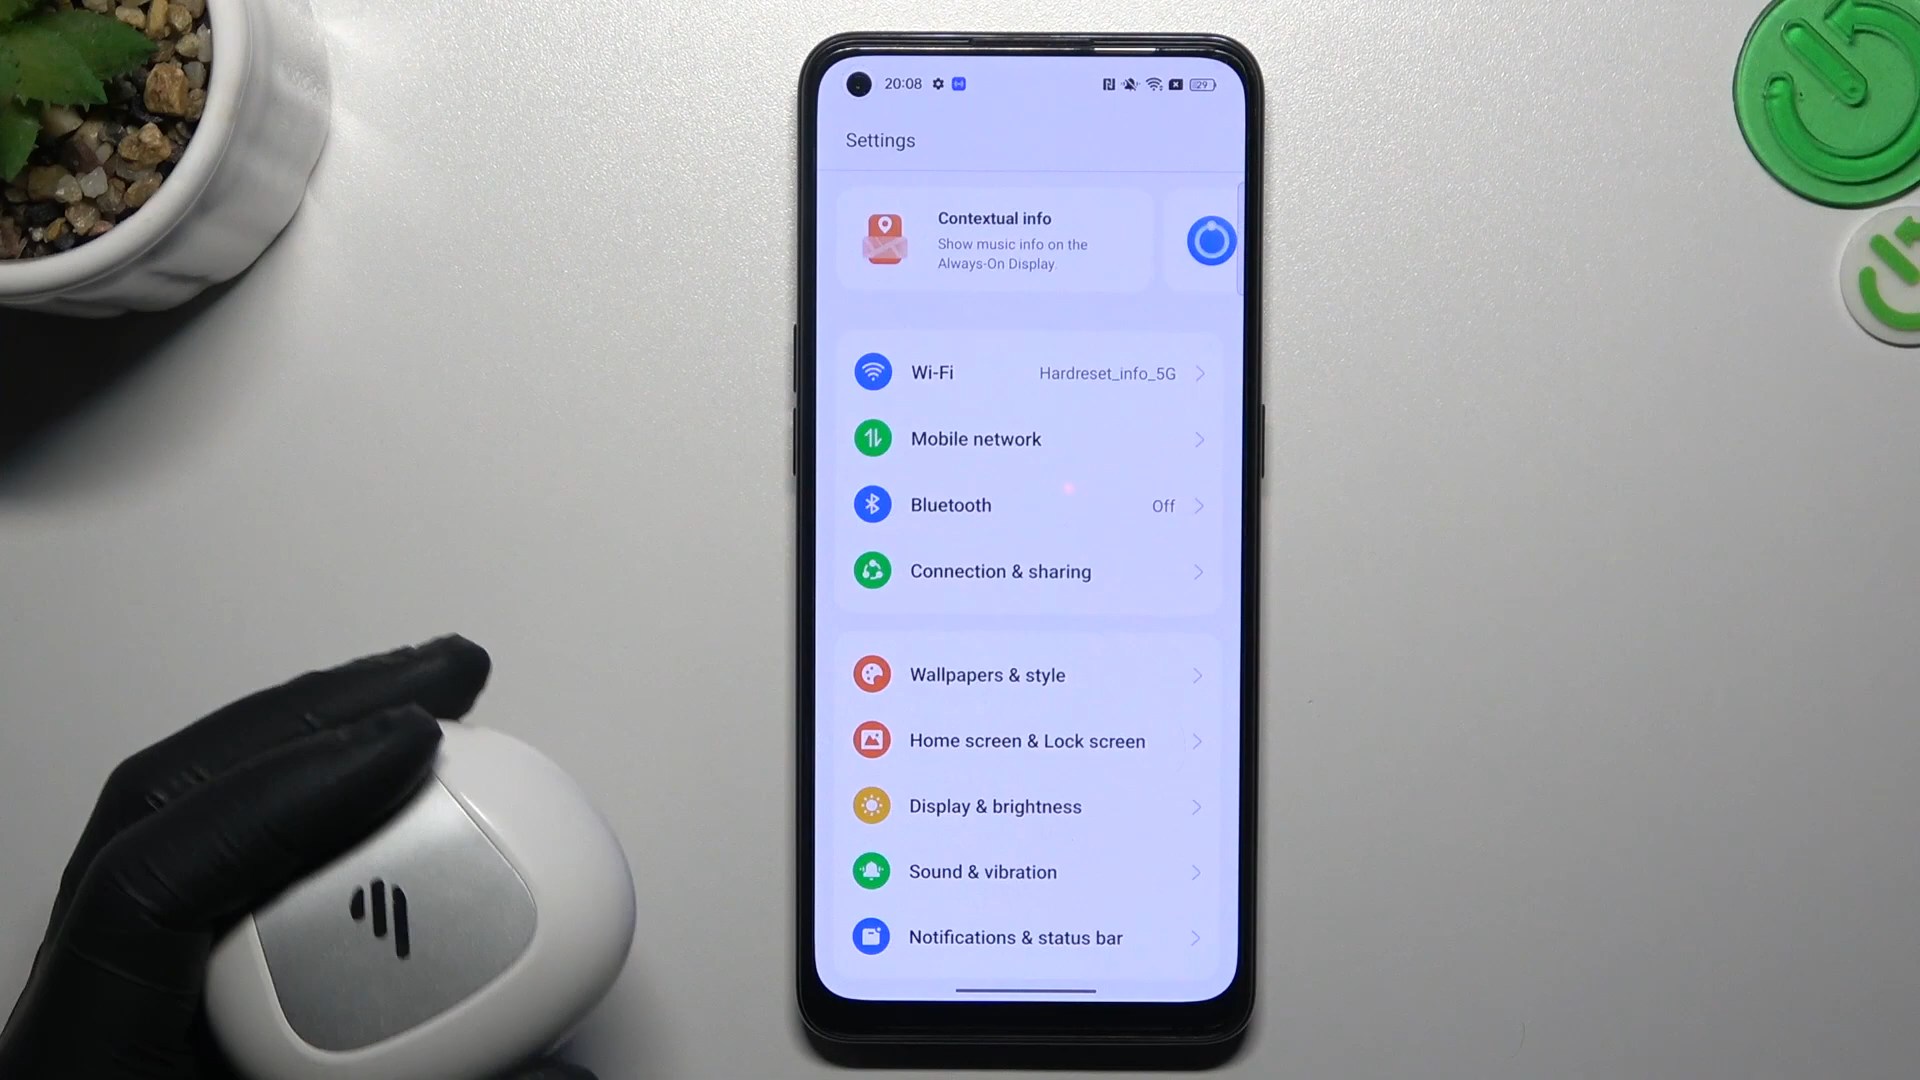 20:08
29
Settings
Contextual info
Show music info on the
Always-On Display.
Wi-Fi Hardreset_info_5G
Mobile network
Bluetooth Off
Connection & sharing
Wallpapers & style
Home screen & Lock screen
Display & brightness
Sound & vibration
Notifications & status bar